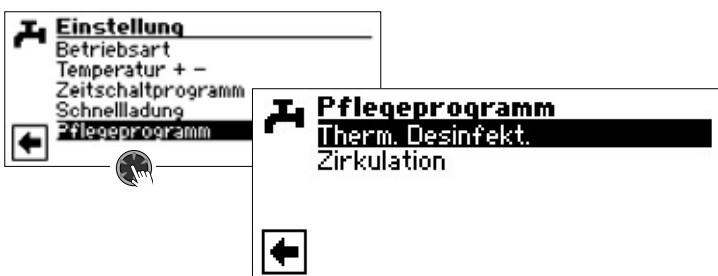 Einstellung
Betriebsart
Temperatur + −
Zeitschaltprogramm
Schnellladung
Pflegeprogramm
Pflegeprogramm
Therm. Desinfekt.
Zirkulation